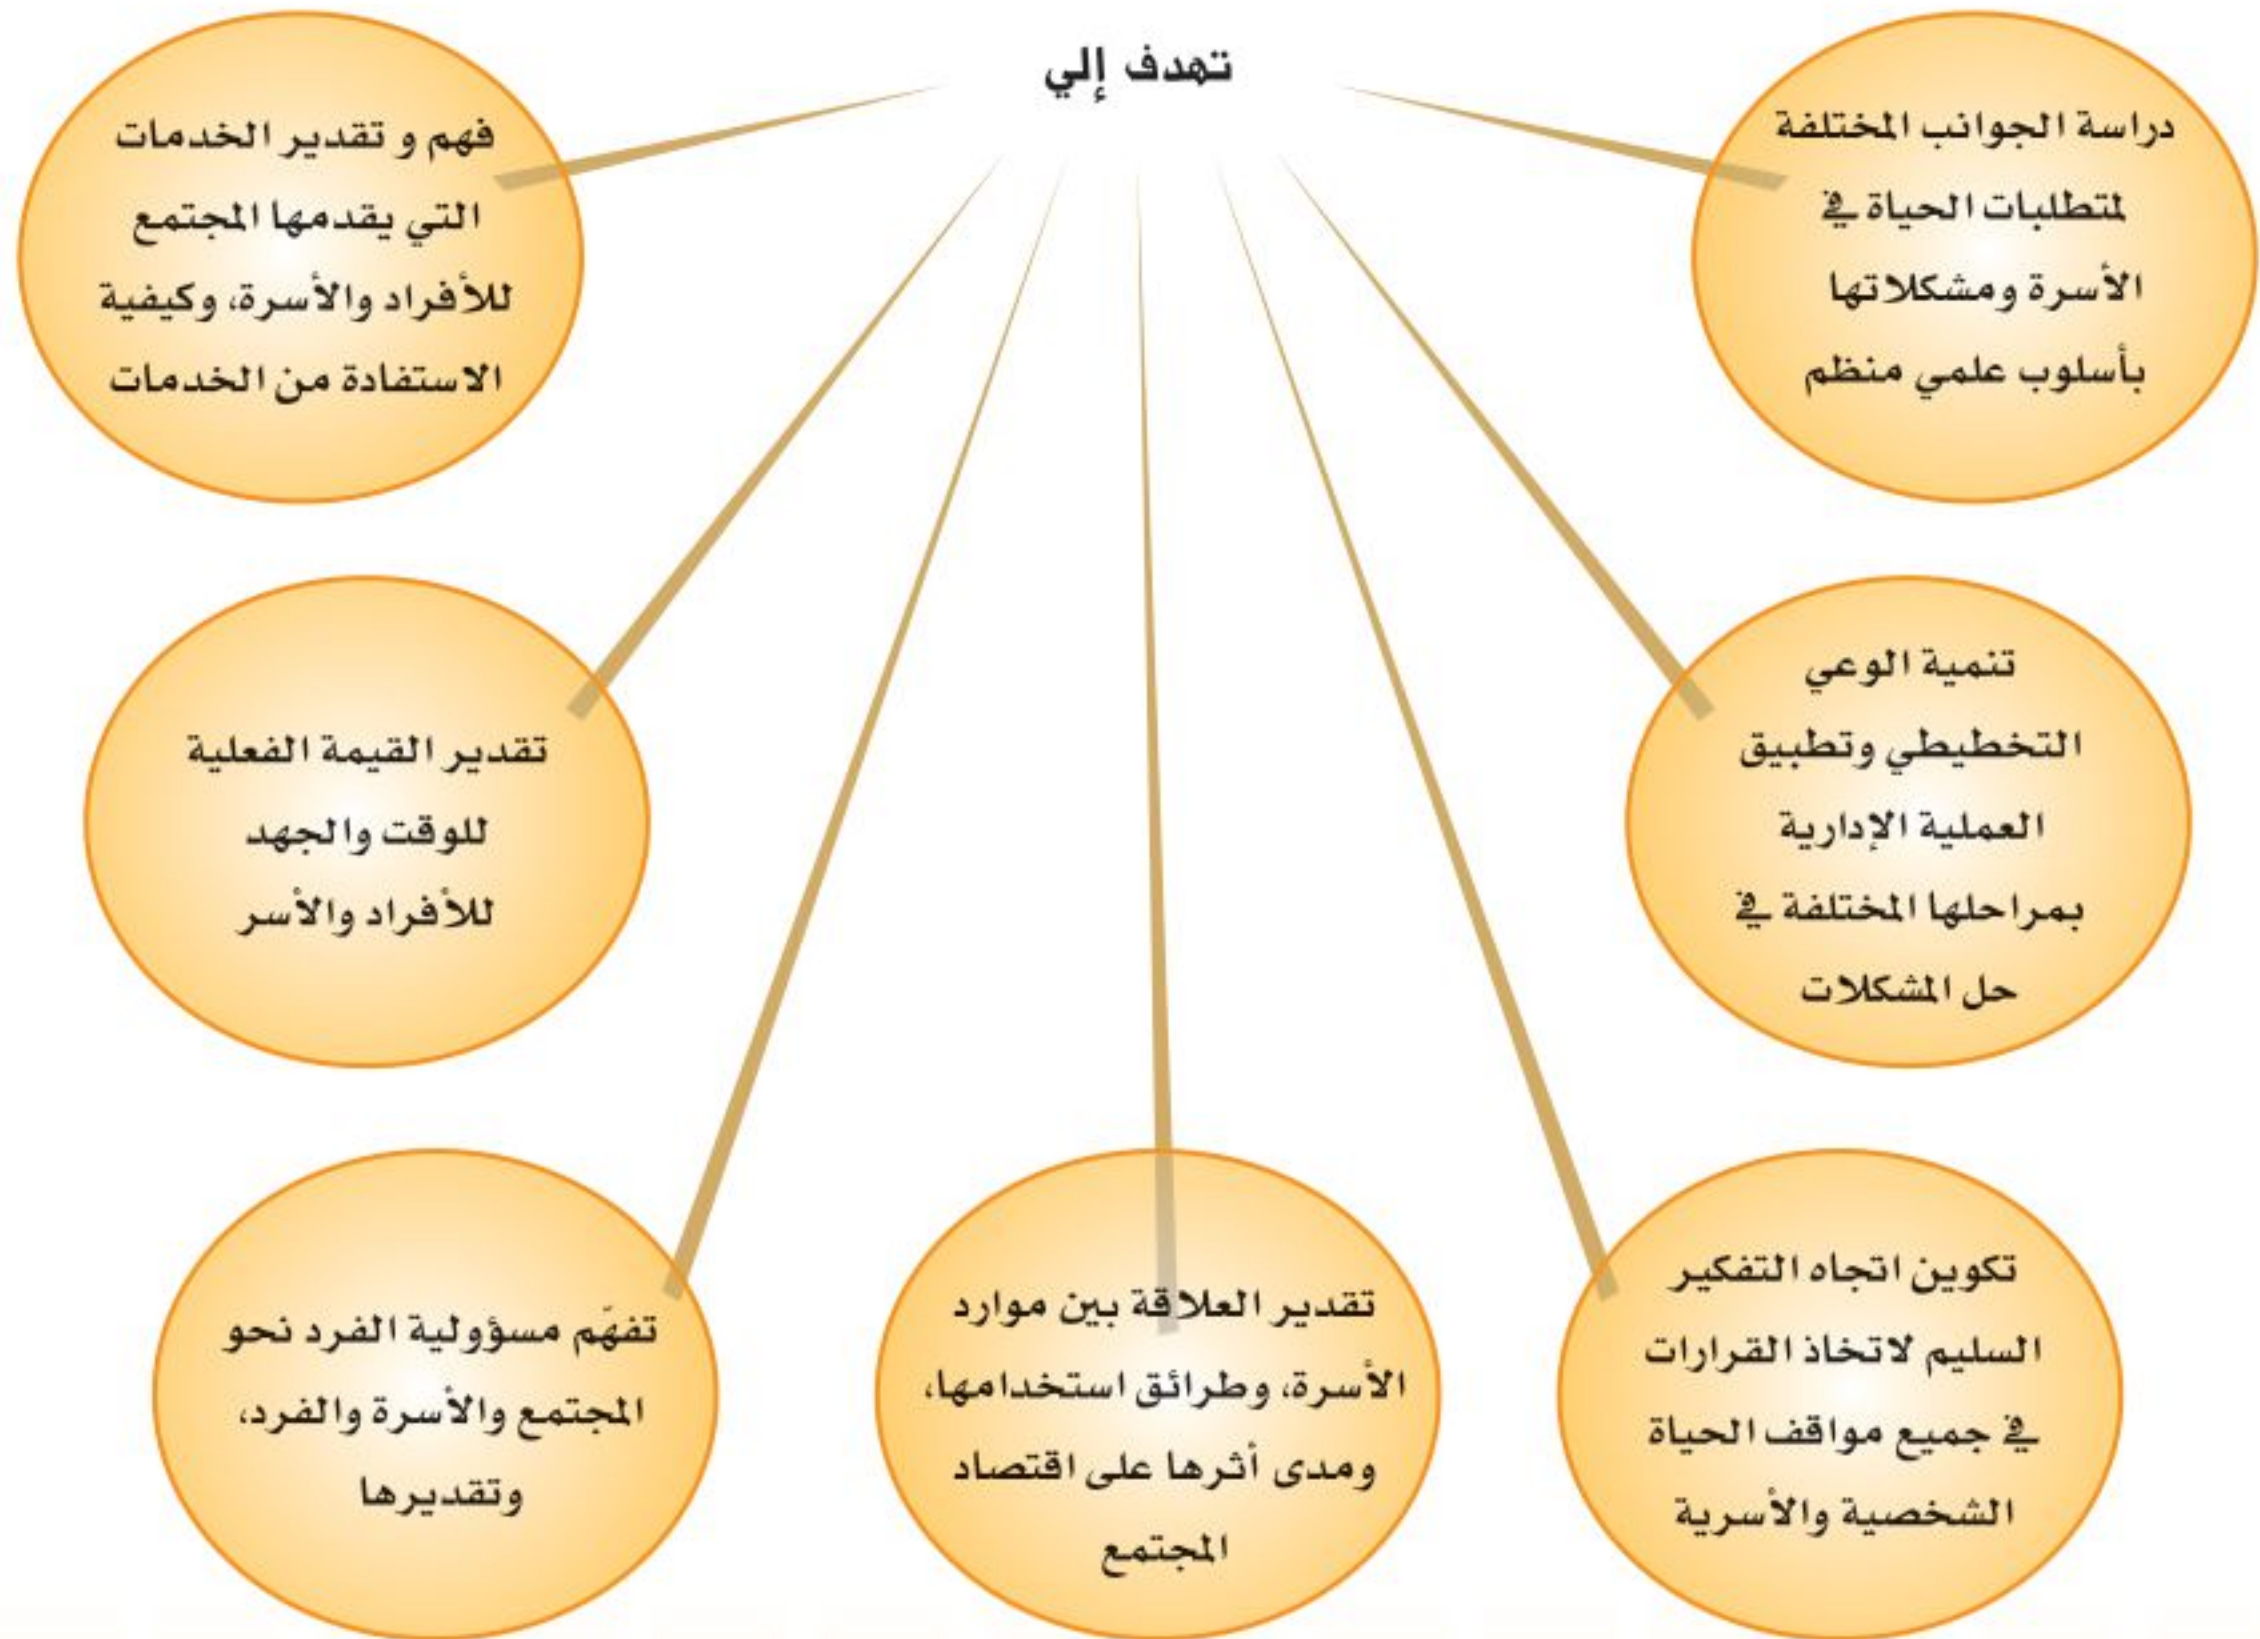 تهدف إلي
دراسة الجوانب المختلفة
لمتطلبات الحياة في
الأسرة ومشكلاتها
بأسلوب علمي منظم
تنمية الوعي
التخطيطي وتطبيق
العملية الإدارية
بمراحلها المختلفة في
حل المشكلات
تكوين اتجاه التفكير
السليم لاتخاذ القرارات
في جميع مواقف الحياة
الشخصية والأسرية
تقدير العلاقة بين موارد
الأسرة، وطرائق استخدامها،
ومدى أثرها على اقتصاد
المجتمع
تفهّم مسؤولية الفرد نحو
المجتمع والأسرة والفرد،
وتقديرها
تقدير القيمة الفعلية
للوقت والجهد
للأفراد والأسر
فهم و تقدير الخدمات
التي يقدمها المجتمع
للأفراد والأسرة، وكيفية
الاستفادة من الخدمات